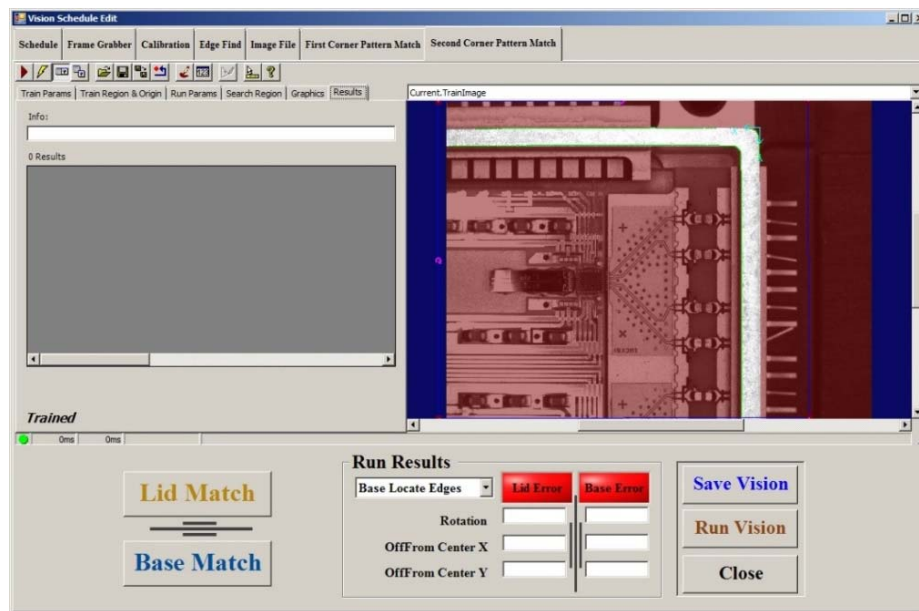 Vision Schedule Edit
Schedule Frame Grabber Calibration Edge Find Image File First Corner Pattern Match Second Corner Pattern Match
Train Params Train Region & Origin Run Params Search Region Graphics Results
Current.TrainImage
Info:
0 Results
Trained
0ms 0ms
Lid Match
Base Match
Run Results
Base Locate Edges Lid Error Base Error
Rotation
OffFrom Center X
OffFrom Center Y
Save Vision
Run Vision
Close